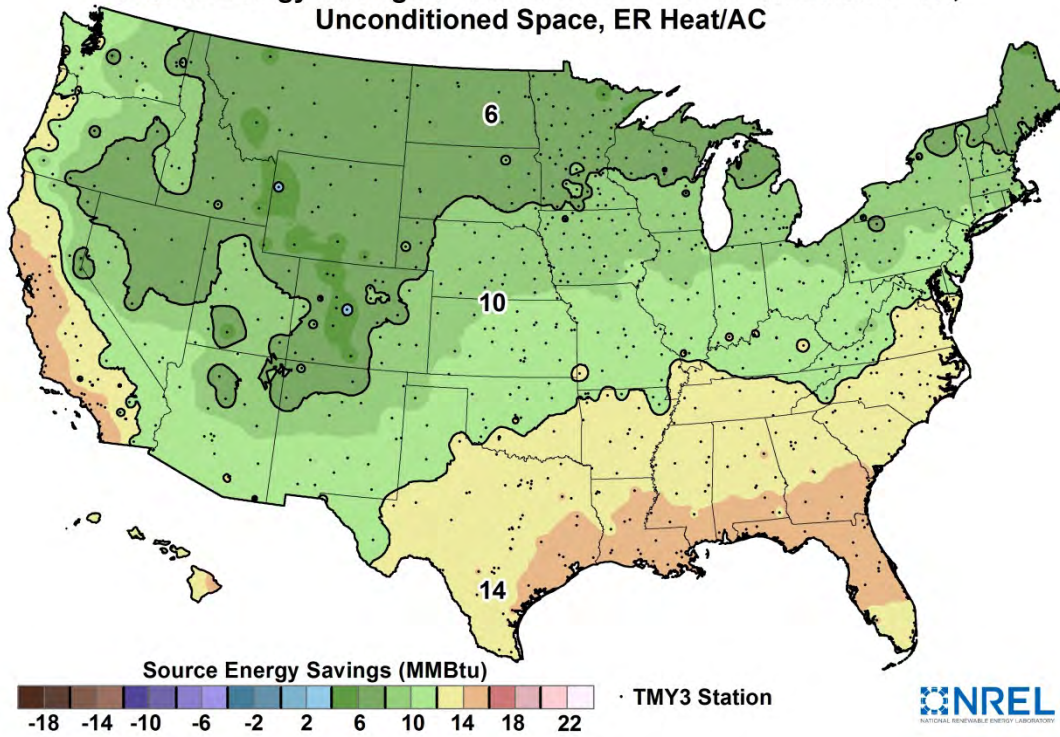 Unconditioned Space, ER Heat/AC
6
10
14
Source Energy Savings (MMBtu)
-18 -14 -10 -6 -2 2 6 10 14 18 22
· TMY3 Station
NREL
NATIONAL RENEWABLE ENERGY LABORATORY